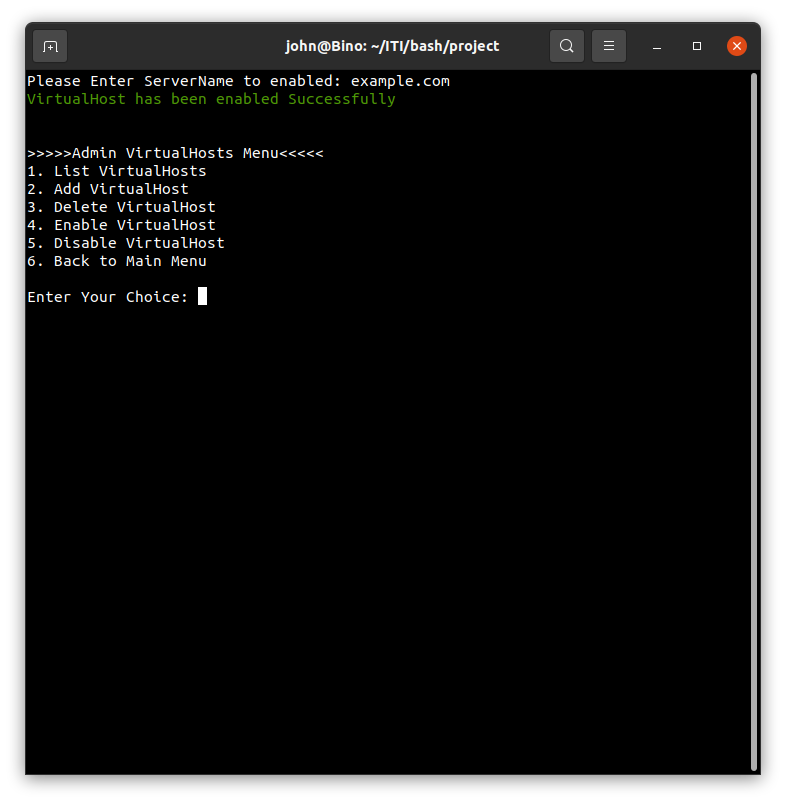 john@Bino: ~/ITI/bash/project
Please Enter ServerName to enabled: example.com
VirtualHost has been enabled Successfully
>>>>>Admin VirtualHosts Menu<<<<<
1. List VirtualHosts
2. Add VirtualHost
3. Delete VirtualHost
4. Enable VirtualHost
5. Disable VirtualHost
6. Back to Main Menu
Enter Your Choice: